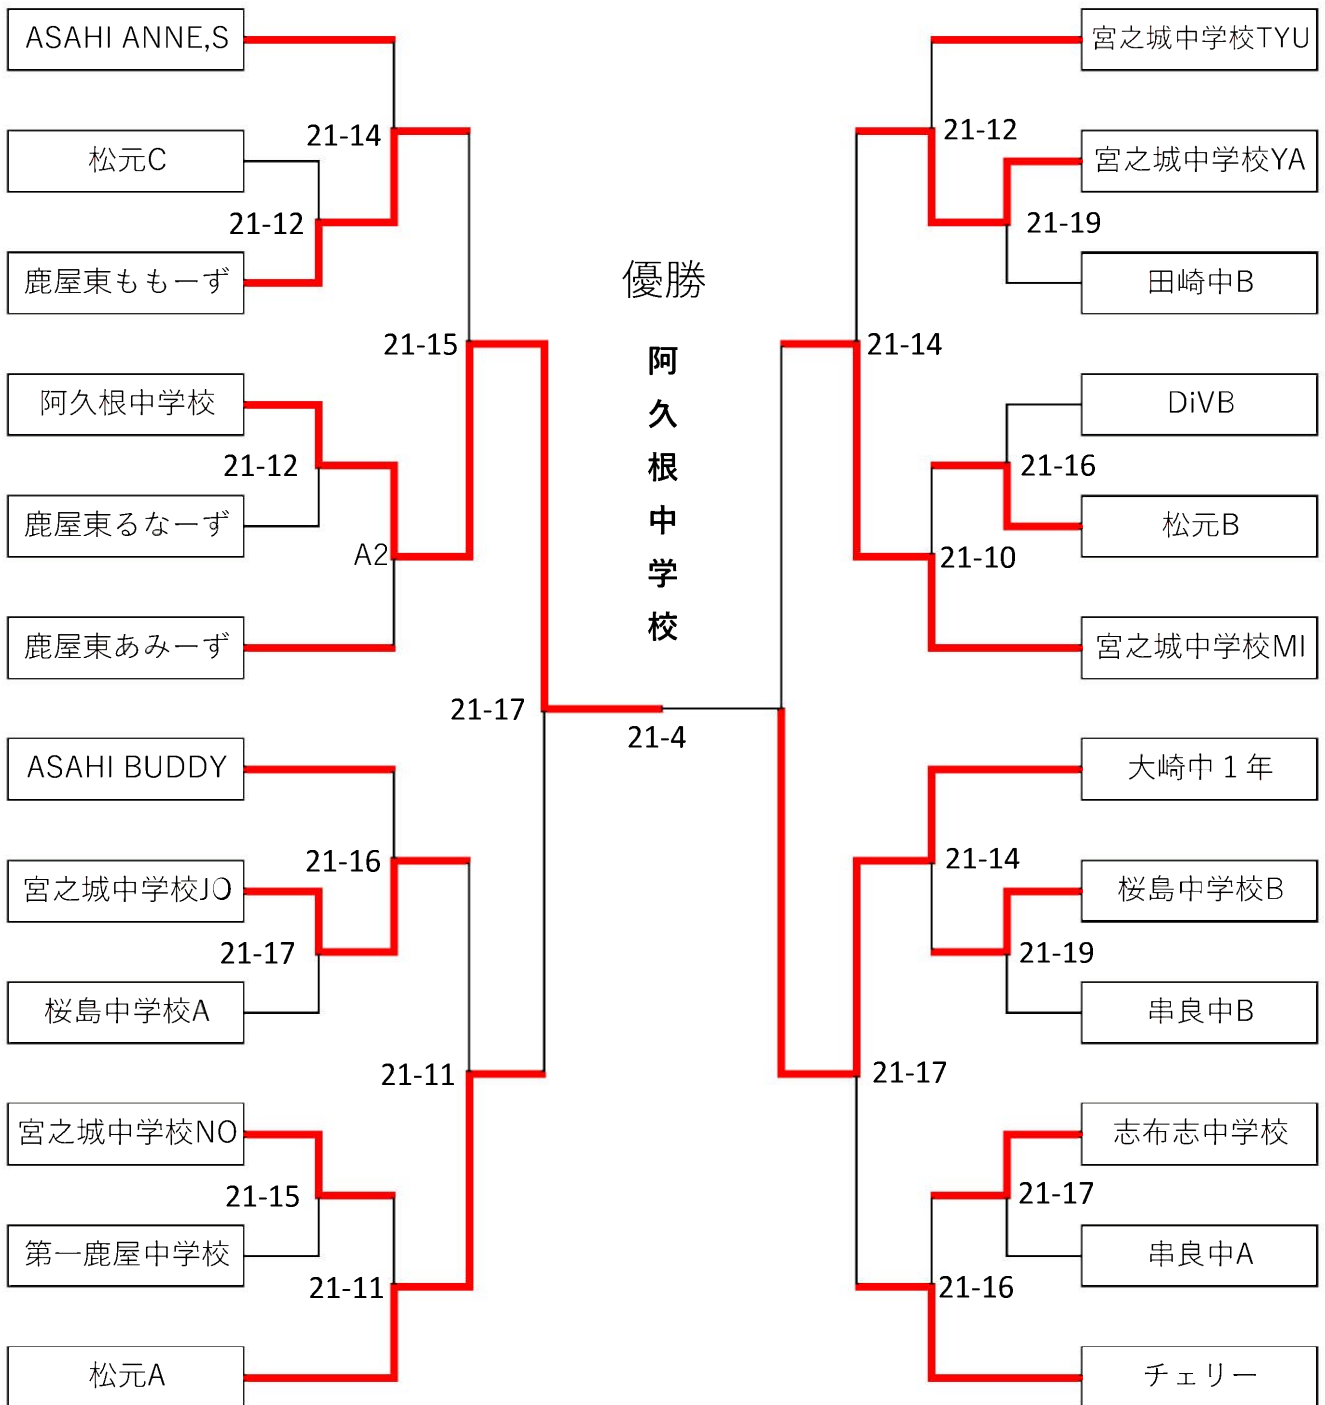 ASAHI ANNE,S
松元C
鹿屋東ももーず
阿久根中学校
鹿屋東るなーず
鹿屋東あみーず
ASAHI BUDDY
宮之城中学校JO
桜島中学校A
宮之城中学校NO
第一鹿屋中学校
松元A
21-14
21-12
21-15
21-12
A2
21-17
21-16
21-17
21-11
21-15
21-11
優勝
阿久根中学校
21-4
21-12
21-19
21-14
21-16
21-10
21-14
21-19
21-17
21-17
21-16
宮之城中学校TYU
宮之城中学校YA
田崎中B
DiVB
松元B
宮之城中学校MI
大崎中１年
桜島中学校B
串良中B
志布志中学校
串良中A
チェリー